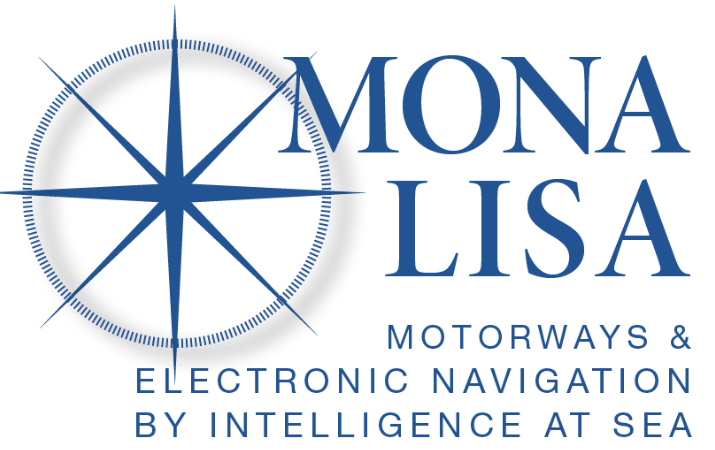 MONA
LISA
MOTORWAYS &
ELECTRONIC NAVIGATION
BY INTELLIGENCE AT SEA